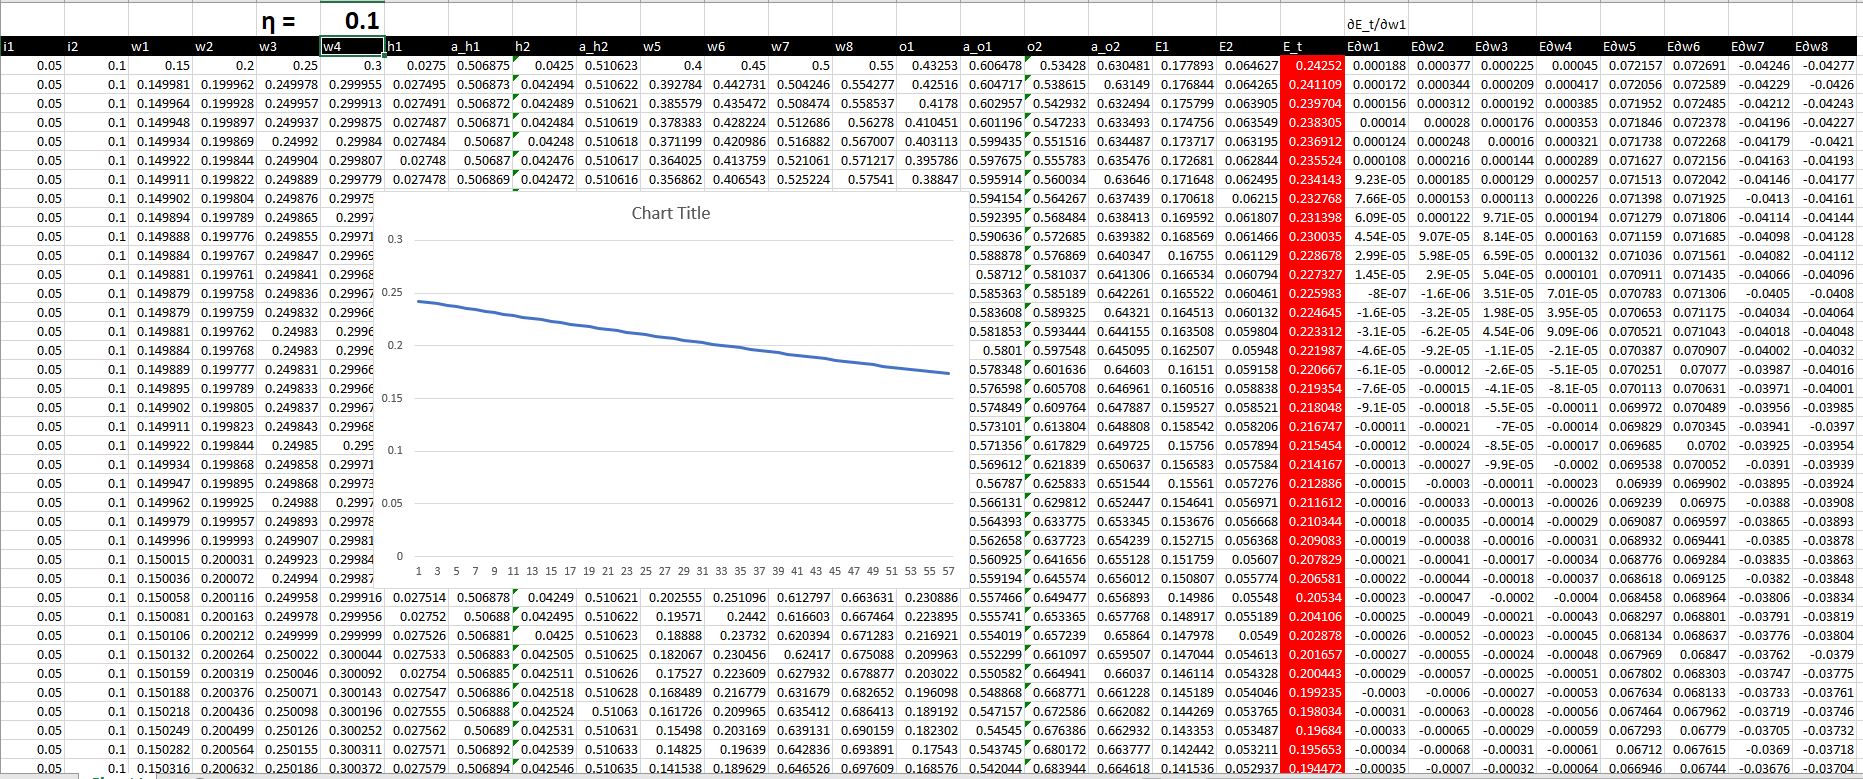 η = 0.1 ∂E_t/∂w1
i1 i2 w1 w2 w3 w4 h1 a_h1 h2 a_h2 w5 w6 w7 w8 o1 a_o1 o2 a_o2 E1 E2 E_t E∂w1 E∂w2 E∂w3 E∂w4 E∂w5 E∂w6 E∂w7 E∂w8
0.05 0.1 0.15 0.2 0.25 0.3 0.0275 0.506875 0.0425 0.510623 0.4 0.45 0.5 0.55 0.43253 0.606478 0.53428 0.630481 0.177893 0.064627 0.24252 0.000188 0.000377 0.000225 0.00045 0.072157 0.072691 -0.04246 -0.04277
0.05 0.1 0.149981 0.199962 0.249978 0.299955 0.027495 0.506873 0.042494 0.510622 0.392784 0.442731 0.504246 0.554277 0.42516 0.604717 0.538615 0.63149 0.176844 0.064265 0.241109 0.000172 0.000344 0.000209 0.000417 0.07206 0.072589 -0.04229 -0.0426
0.05 0.1 0.149964 0.199928 0.249957 0.299913 0.027491 0.506872 0.042489 0.510621 0.385579 0.435472 0.508474 0.558537 0.4178 0.602957 0.542932 0.632494 0.175799 0.063905 0.239704 0.000156 0.000312 0.000192 0.000385 0.071952 0.072485 -0.04212 -0.04243
0.05 0.1 0.149948 0.199897 0.249937 0.299875 0.027487 0.506871 0.042484 0.510619 0.378383 0.428224 0.512686 0.56278 0.410451 0.601196 0.547233 0.633493 0.174756 0.063549 0.238305 0.00014 0.00028 0.000176 0.000353 0.071846 0.072378 -0.04196 -0.04227
0.05 0.1 0.149934 0.199869 0.24992 0.29984 0.027484 0.50687 0.04248 0.510618 0.371199 0.420986 0.516882 0.567007 0.403113 0.599435 0.551516 0.634487 0.173717 0.063195 0.236912 0.000124 0.000248 0.00016 0.000321 0.071738 0.072268 -0.04179 -0.0421
0.05 0.1 0.149922 0.199844 0.249904 0.299807 0.02748 0.50687 0.042476 0.510617 0.364025 0.413759 0.521061 0.571217 0.395786 0.597675 0.555783 0.635476 0.172681 0.062844 0.235524 0.000108 0.000216 0.000144 0.000289 0.071627 0.072156 -0.04163 -0.04193
0.05 0.1 0.149911 0.199822 0.249889 0.299779 0.027478 0.506869 0.042472 0.510616 0.356862 0.406543 0.525224 0.57541 0.38847 0.595914 0.560034 0.63646 0.171648 0.062495 0.234143 9.23E-05 0.000185 0.000129 0.000257 0.071513 0.072042 -0.04146 -0.04177
0.05 0.1 0.149902 0.199804 0.249876 0.29975 0.594154 0.564267 0.637439 0.170618 0.06215 0.232768 7.66E-05 0.000153 0.000113 0.000226 0.071398 0.071925 -0.0413 -0.04161
0.05 0.1 0.149894 0.199789 0.249865 0.2997 0.592395 0.568484 0.638413 0.169592 0.061807 0.231398 6.09E-05 0.000122 9.71E-05 0.000194 0.071279 0.071806 -0.04114 -0.04144
0.05 0.1 0.149888 0.199776 0.249855 0.29971 0.590636 0.572685 0.639382 0.168569 0.061466 0.230035 4.54E-05 9.07E-05 8.14E-05 0.000163 0.071159 0.071685 -0.04098 -0.04128
0.05 0.1 0.149884 0.199767 0.249847 0.29969 0.588878 0.576869 0.640347 0.16755 0.061129 0.228678 2.99E-05 5.98E-05 6.59E-05 0.000132 0.071036 0.071561 -0.04082 -0.04112
0.05 0.1 0.149881 0.199761 0.249841 0.29968 0.58712 0.581037 0.641306 0.166534 0.060794 0.227327 1.45E-05 2.9E-05 5.04E-05 0.000101 0.070911 0.071435 -0.04066 -0.04096
0.05 0.1 0.149879 0.199758 0.249836 0.29967 0.585363 0.585189 0.642261 0.165522 0.060461 0.225983 -8E-07 -1.6E-06 3.51E-05 7.01E-05 0.070783 0.071306 -0.0405 -0.0408
0.05 0.1 0.149879 0.199759 0.249832 0.29966 0.583608 0.589325 0.64321 0.164513 0.060132 0.224645 -1.6E-05 -3.2E-05 1.98E-05 3.95E-05 0.070653 0.071175 -0.04034 -0.04064
0.05 0.1 0.149881 0.199762 0.24983 0.2996 0.581853 0.593444 0.644155 0.163508 0.059804 0.223312 -3.1E-05 -6.2E-05 4.54E-06 9.09E-06 0.070521 0.071043 -0.04018 -0.04048
0.05 0.1 0.149884 0.199768 0.24983 0.2996 0.5801 0.597548 0.645095 0.162507 0.05948 0.221987 -4.6E-05 -9.2E-05 -1.1E-05 -2.1E-05 0.070387 0.070907 -0.04002 -0.04032
0.05 0.1 0.149889 0.199777 0.249831 0.29966 0.578348 0.601636 0.64603 0.16151 0.059158 0.220667 -6.1E-05 -0.00012 -2.6E-05 -5.1E-05 0.070251 0.07077 -0.03987 -0.04016
0.05 0.1 0.149895 0.199789 0.249833 0.29966 0.576598 0.605708 0.646961 0.160516 0.058838 0.219354 -7.6E-05 -0.00015 -4.1E-05 -8.1E-05 0.070113 0.070631 -0.03971 -0.04001
0.05 0.1 0.149902 0.199805 0.249837 0.29967 0.574849 0.609764 0.647887 0.159527 0.058521 0.218048 -9.1E-05 -0.00018 -5.5E-05 -0.00011 0.069972 0.070489 -0.03956 -0.03985
0.05 0.1 0.149911 0.199823 0.249843 0.29968 0.573101 0.613804 0.648808 0.158542 0.058206 0.216747 -0.00011 -0.00021 -7E-05 -0.00014 0.069829 0.070345 -0.03941 -0.0397
0.05 0.1 0.149922 0.199844 0.24985 0.299 0.571356 0.617829 0.649725 0.15756 0.057894 0.215454 -0.00012 -0.00024 -8.5E-05 -0.00017 0.069685 0.0702 -0.03925 -0.03954
0.05 0.1 0.149934 0.199868 0.249858 0.29971 0.569612 0.621839 0.650637 0.156583 0.057584 0.214167 -0.00013 -0.00027 -9.9E-05 -0.0002 0.069538 0.070052 -0.0391 -0.03939
0.05 0.1 0.149947 0.199895 0.249868 0.29973 0.56787 0.625833 0.651544 0.15561 0.057276 0.212886 -0.00015 -0.0003 -0.00011 -0.00023 0.06939 0.069902 -0.03895 -0.03924
0.05 0.1 0.149962 0.199925 0.24988 0.2997 0.566131 0.629812 0.652447 0.154641 0.056971 0.211612 -0.00016 -0.00033 -0.00013 -0.00026 0.069239 0.06975 -0.0388 -0.03908
0.05 0.1 0.149979 0.199957 0.249893 0.29978 0.564393 0.633775 0.653345 0.153676 0.056668 0.210344 -0.00018 -0.00035 -0.00014 -0.00029 0.069087 0.069597 -0.03865 -0.03893
0.05 0.1 0.149996 0.199993 0.249907 0.29981 0.562658 0.637723 0.654239 0.152715 0.056368 0.209083 -0.00019 -0.00038 -0.00016 -0.00031 0.068932 0.069441 -0.0385 -0.03878
0.05 0.1 0.150015 0.200031 0.249923 0.29984 0.560925 0.641656 0.655128 0.151759 0.05607 0.207829 -0.00021 -0.00041 -0.00017 -0.00034 0.068776 0.069284 -0.03835 -0.03863
0.05 0.1 0.150036 0.200072 0.24994 0.29987 0.559194 0.645574 0.656012 0.150807 0.055774 0.206581 -0.00022 -0.00044 -0.00018 -0.00037 0.068618 0.069125 -0.0382 -0.03848
Chart Title
0.3
0.25
0.2
0.15
0.1
0.05
0
1 3 5 7 9 11 13 15 17 19 21 23 25 27 29 31 33 35 37 39 41 43 45 47 49 51 53 55 57
0.05 0.1 0.150058 0.200116 0.249958 0.299916 0.027514 0.506878 0.04249 0.510621 0.202555 0.251096 0.612797 0.663631 0.230886 0.557466 0.649477 0.656893 0.14986 0.05548 0.20534 -0.00023 -0.00047 -0.0002 -0.0004 0.068458 0.068964 -0.03806 -0.03834
0.05 0.1 0.150081 0.200163 0.249978 0.299956 0.02752 0.50688 0.042495 0.510622 0.19571 0.2442 0.616603 0.667464 0.223895 0.555741 0.653365 0.657768 0.148917 0.055189 0.204106 -0.00025 -0.00049 -0.00021 -0.00043 0.068297 0.068801 -0.03791 -0.03819
0.05 0.1 0.150106 0.200212 0.249999 0.299999 0.027526 0.506881 0.0425 0.510623 0.18888 0.23732 0.620394 0.671283 0.216921 0.554019 0.657239 0.65864 0.147978 0.0549 0.202878 -0.00026 -0.00052 -0.00023 -0.00045 0.068134 0.068637 -0.03776 -0.03804
0.05 0.1 0.150132 0.200264 0.250022 0.300044 0.027533 0.506883 0.042505 0.510625 0.182067 0.230456 0.62417 0.675088 0.209963 0.552299 0.661097 0.659507 0.147044 0.054613 0.201657 -0.00027 -0.00055 -0.00024 -0.00048 0.067969 0.06847 -0.03762 -0.0379
0.05 0.1 0.150159 0.200319 0.250046 0.300092 0.02754 0.506885 0.042511 0.510626 0.17527 0.223609 0.627932 0.678877 0.203022 0.550582 0.664941 0.66037 0.146114 0.054328 0.200443 -0.00029 -0.00057 -0.00025 -0.00051 0.067802 0.068303 -0.03747 -0.03775
0.05 0.1 0.150188 0.200376 0.250071 0.300143 0.027547 0.506886 0.042518 0.510628 0.168489 0.216779 0.631679 0.682652 0.196098 0.548868 0.668771 0.661228 0.145189 0.054046 0.199235 -0.0003 -0.0006 -0.00027 -0.00053 0.067634 0.068133 -0.03733 -0.03761
0.05 0.1 0.150218 0.200436 0.250098 0.300196 0.027555 0.506888 0.042524 0.51063 0.161726 0.209965 0.635412 0.686413 0.189192 0.547157 0.672586 0.662082 0.144269 0.053765 0.198034 -0.00031 -0.00063 -0.00028 -0.00056 0.067464 0.067962 -0.03719 -0.03746
0.05 0.1 0.150249 0.200499 0.250126 0.300252 0.027562 0.50689 0.042531 0.510631 0.15498 0.203169 0.639131 0.690159 0.182302 0.54545 0.676386 0.662932 0.143353 0.053487 0.19684 -0.00033 -0.00065 -0.00029 -0.00059 0.067293 0.06779 -0.03705 -0.03732
0.05 0.1 0.150282 0.200564 0.250155 0.300311 0.027571 0.506892 0.042539 0.510633 0.14825 0.19639 0.642836 0.693891 0.17543 0.543745 0.680172 0.663777 0.142442 0.053211 0.195653 -0.00034 -0.00068 -0.00031 -0.00061 0.06712 0.067615 -0.0369 -0.03718
0.05 0.1 0.150316 0.200632 0.250186 0.300372 0.027579 0.506894 0.042546 0.510635 0.141538 0.189629 0.646526 0.697609 0.168576 0.542044 0.683944 0.664618 0.141536 0.052937 0.194472 -0.00035 -0.0007 -0.00032 -0.00064 0.066946 0.06744 -0.03676 -0.03704